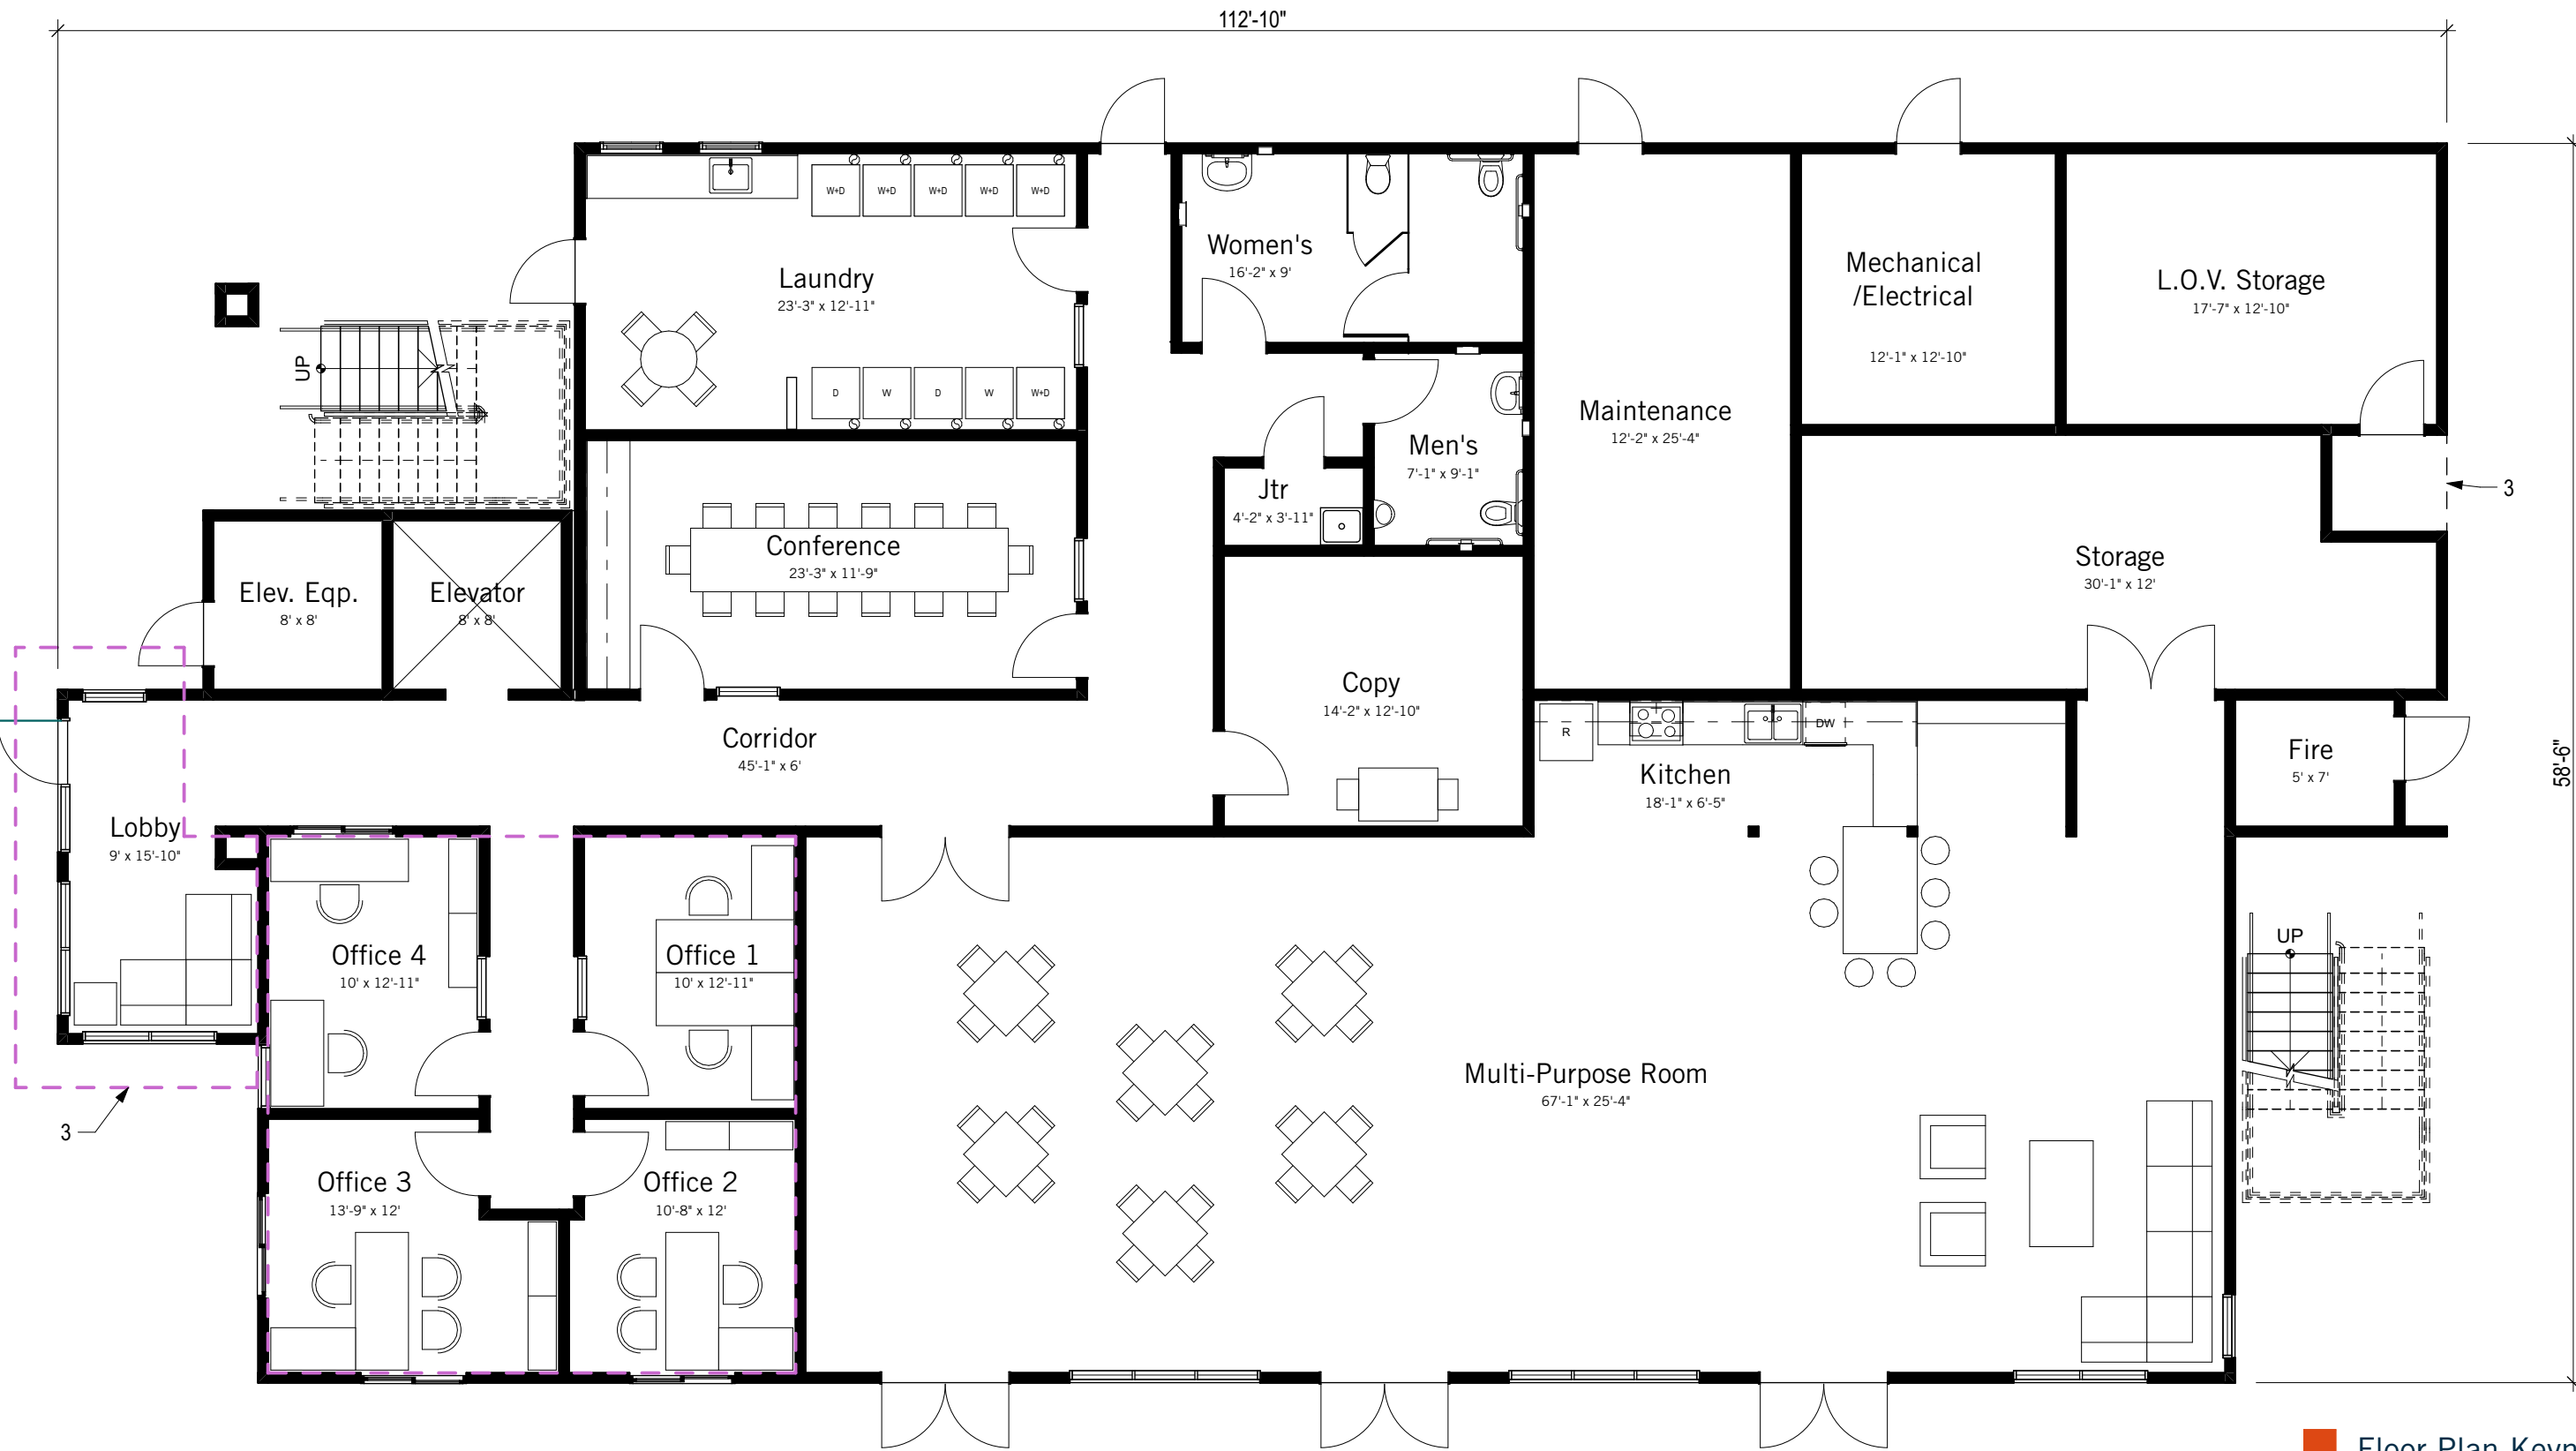 112'-10"
W+D
W+D
W+D
W+D
W+D
Women's
16'-2" x 9'
Laundry
23'-3" x 12'-11"
Mechanical
/Electrical
12'-1" x 12'-10"
L.O.V. Storage
17'-7" x 12'-10"
UP
D
W
D
W
W+D
Maintenance
12'-2" x 25'-4"
Men's
7'-1" x 9'-1"
Jtr
4'-2" x 3'-11"
3
Conference
23'-3" x 11'-9"
Storage
30'-1" x 12'
Elev. Eqp.
8' x 8'
Elevator
8' x 8'
Copy
14'-2" x 12'-10"
Corridor
45'-1" x 6'
R
DW
Kitchen
18'-1" x 6'-5"
Fire
5' x 7'
58'-6"
Lobby
9' x 15'-10"
Office 4
10' x 12'-11"
Office 1
10' x 12'-11"
UP
Multi-Purpose Room
67'-1" x 25'-4"
3
Office 3
13'-9" x 12'
Office 2
10'-8" x 12'
Floor Plan